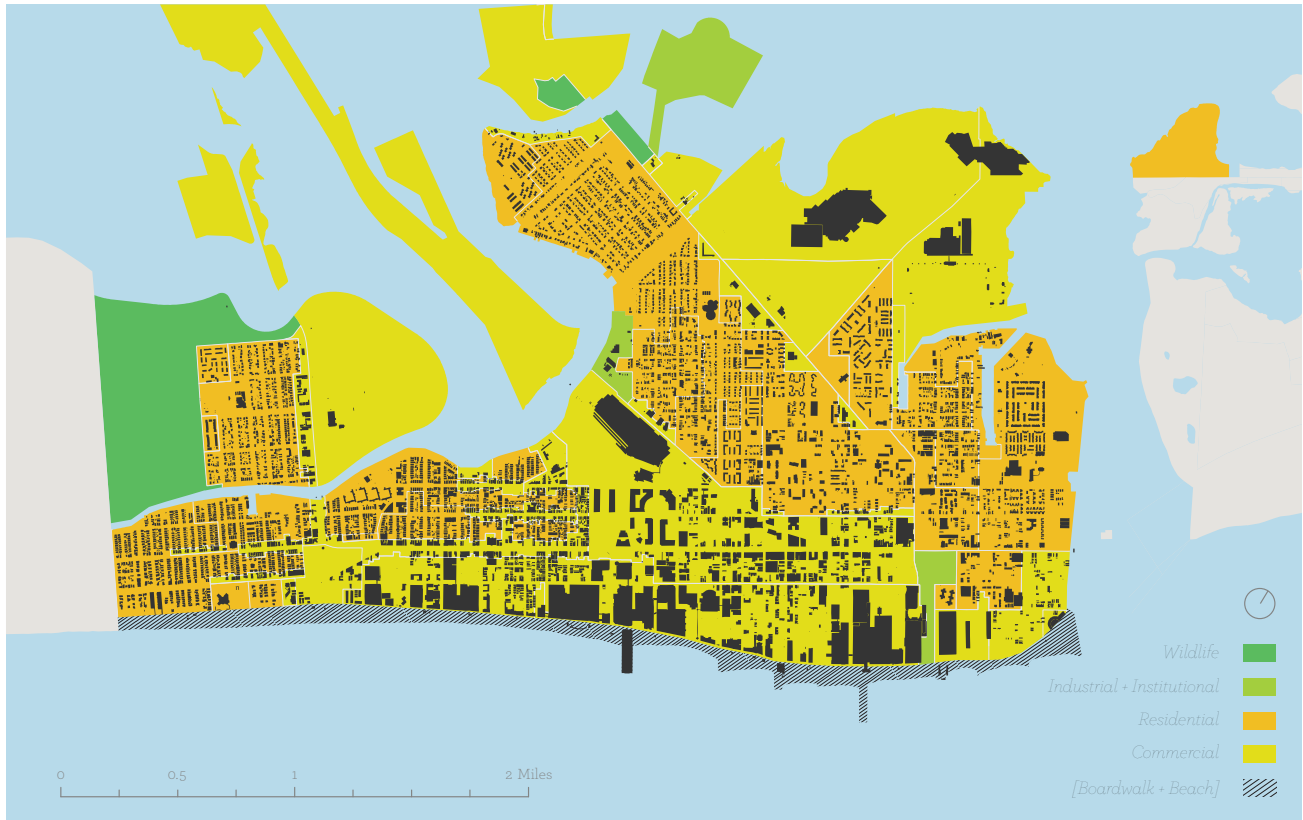 Wildlife
Industrial + Institutional
Residential
Commercial
[Boardwalk + Beach]
0 0.5 1 2 Miles